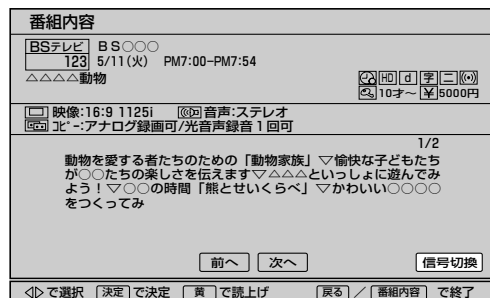 番組内容
BSテレビ BS○○○
123 5/11(火) PM7:00−PM7:54
△△△△動物
HD d 字 二
10才〜 ¥5000円
映像:16:9 1125i 音声:ステレオ
コピー:アナログ録画可/光音声録音1回可
1/2
動物を愛する者たちのための「動物家族」▽愉快な子どもたち
が○○たちの楽しさを伝えます▽△△△といっしょに遊んでみ
よう!▽○○の時間「熊とせいくらべ」▽かわいい○○○○
をつくってみ
前へ 次へ 信号切換
◁▷で選択 決定で決定 黄で読上げ 戻る/番組内容 で終了